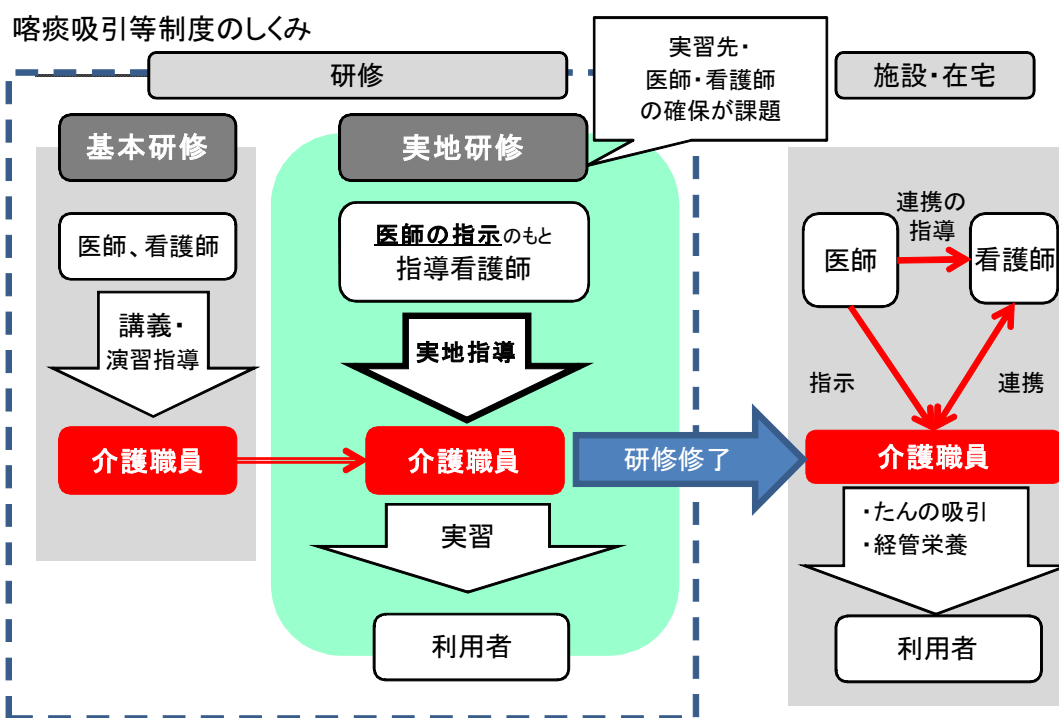 喀痰吸引等制度のしくみ
研修
実習先・
医師・看護師
の確保が課題
施設・在宅
基本研修
医師、看護師
講義・
演習指導
介護職員
実地研修
医師の指示のもと
指導看護師
実地指導
介護職員
実習
利用者
研修修了
連携の
指導
医師
看護師
指示
連携
介護職員
・たんの吸引
・経管栄養
利用者